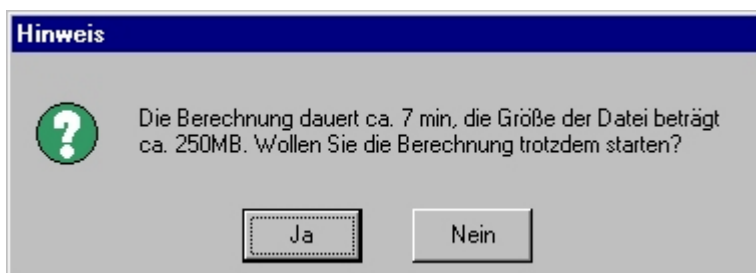 Hinweis
Die Berechnung dauert ca. 7 min, die Größe der Datei beträgt
ca. 250MB. Wollen Sie die Berechnung trotzdem starten?
Ja Nein